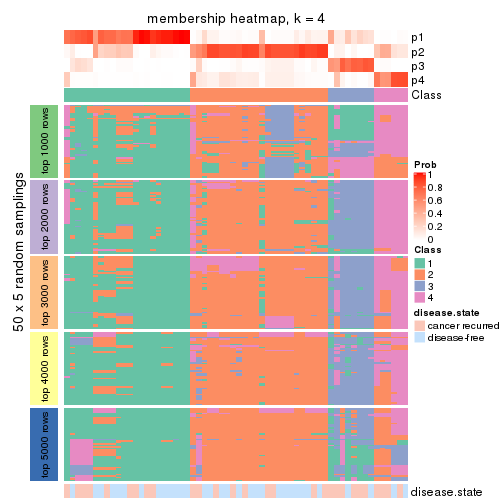 membership heatmap, k = 4
p1
p2
p3
p4
Class
50 x 5 random samplings
top 1000 rows
top 2000 rows
top 3000 rows
top 4000 rows
top 5000 rows
Prob
1
0.8
0.6
0.4
0.2
0
Class
1
2
3
4
disease.state
cancer recurred
disease-free
disease.state